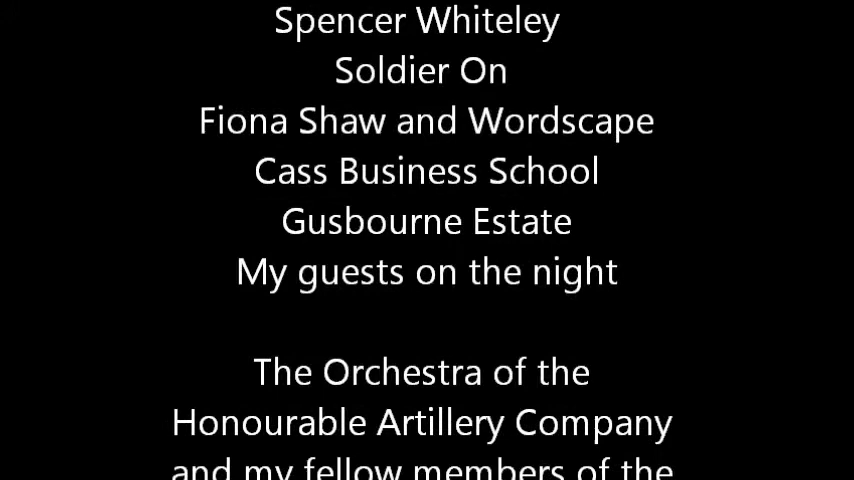 Spencer Whiteley
Soldier On
Fiona Shaw and Wordscape
Cass Business School
Gusbourne Estate
My guests on the night
The Orchestra of the
Honourable Artillery Company
and my fellow members of the